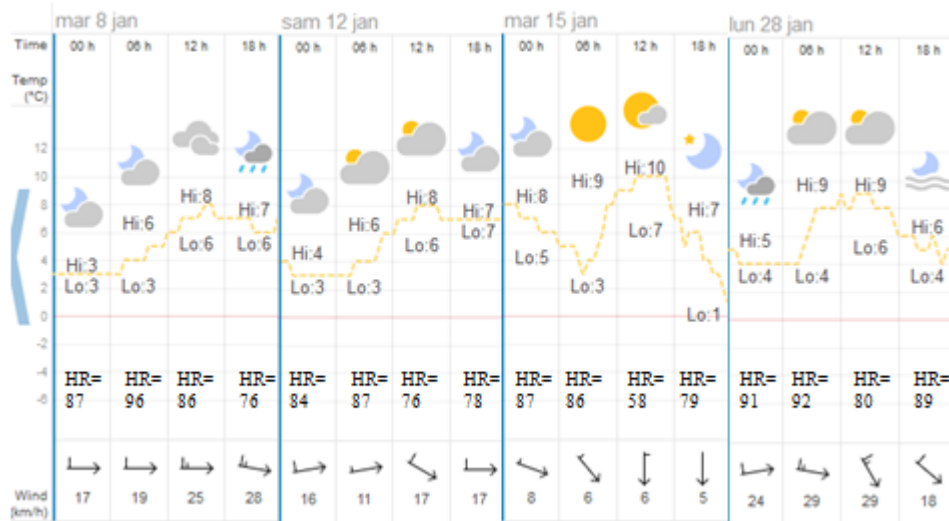 mar 8 jan sam 12 jan mar 15 jan lun 28 jan
Time 00 h 06 h 12 h 18 h 00 h 06 h 12 h 18 h 00 h 06 h 12 h 18 h 00 h 06 h 12 h 18 h
Temp
(°C)
12
10
8
6
4
2
0
-2
-4
-6
Hi:3 Hi:6 Hi:8 Hi:7 Hi:4 Hi:6 Hi:8 Hi:7 Hi:8 Hi:9 Hi:10 Hi:7 Hi:5 Hi:9 Hi:9 Hi:6
Lo:3 Lo:3 Lo:6 Lo:6 Lo:3 Lo:3 Lo:6 Lo:7 Lo:5 Lo:3 Lo:7 Lo:1 Lo:4 Lo:4 Lo:6 Lo:4
HR= HR= HR= HR= HR= HR= HR= HR= HR= HR= HR= HR= HR= HR= HR= HR=
87 96 86 76 84 87 76 78 87 86 58 79 91 92 80 89
Wind 17 19 25 28 16 11 17 17 8 6 6 5 24 29 29 18
(km/h)